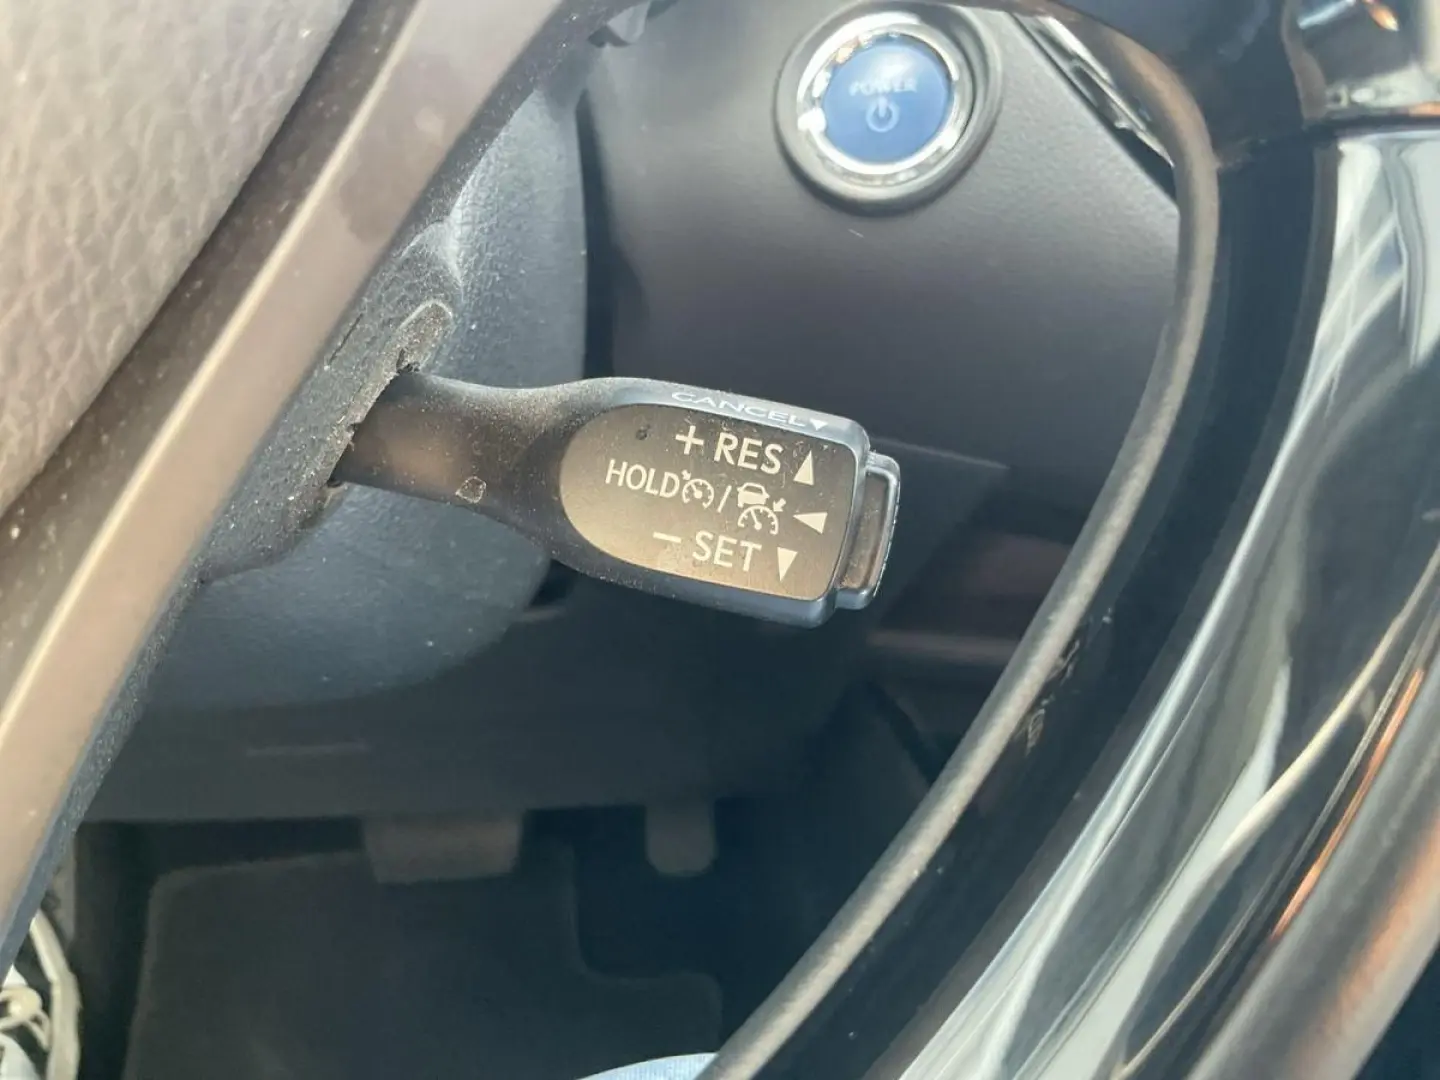 POWER
CANCEL▼
+ RES ▲
HOLD / ◀
− SET ▼